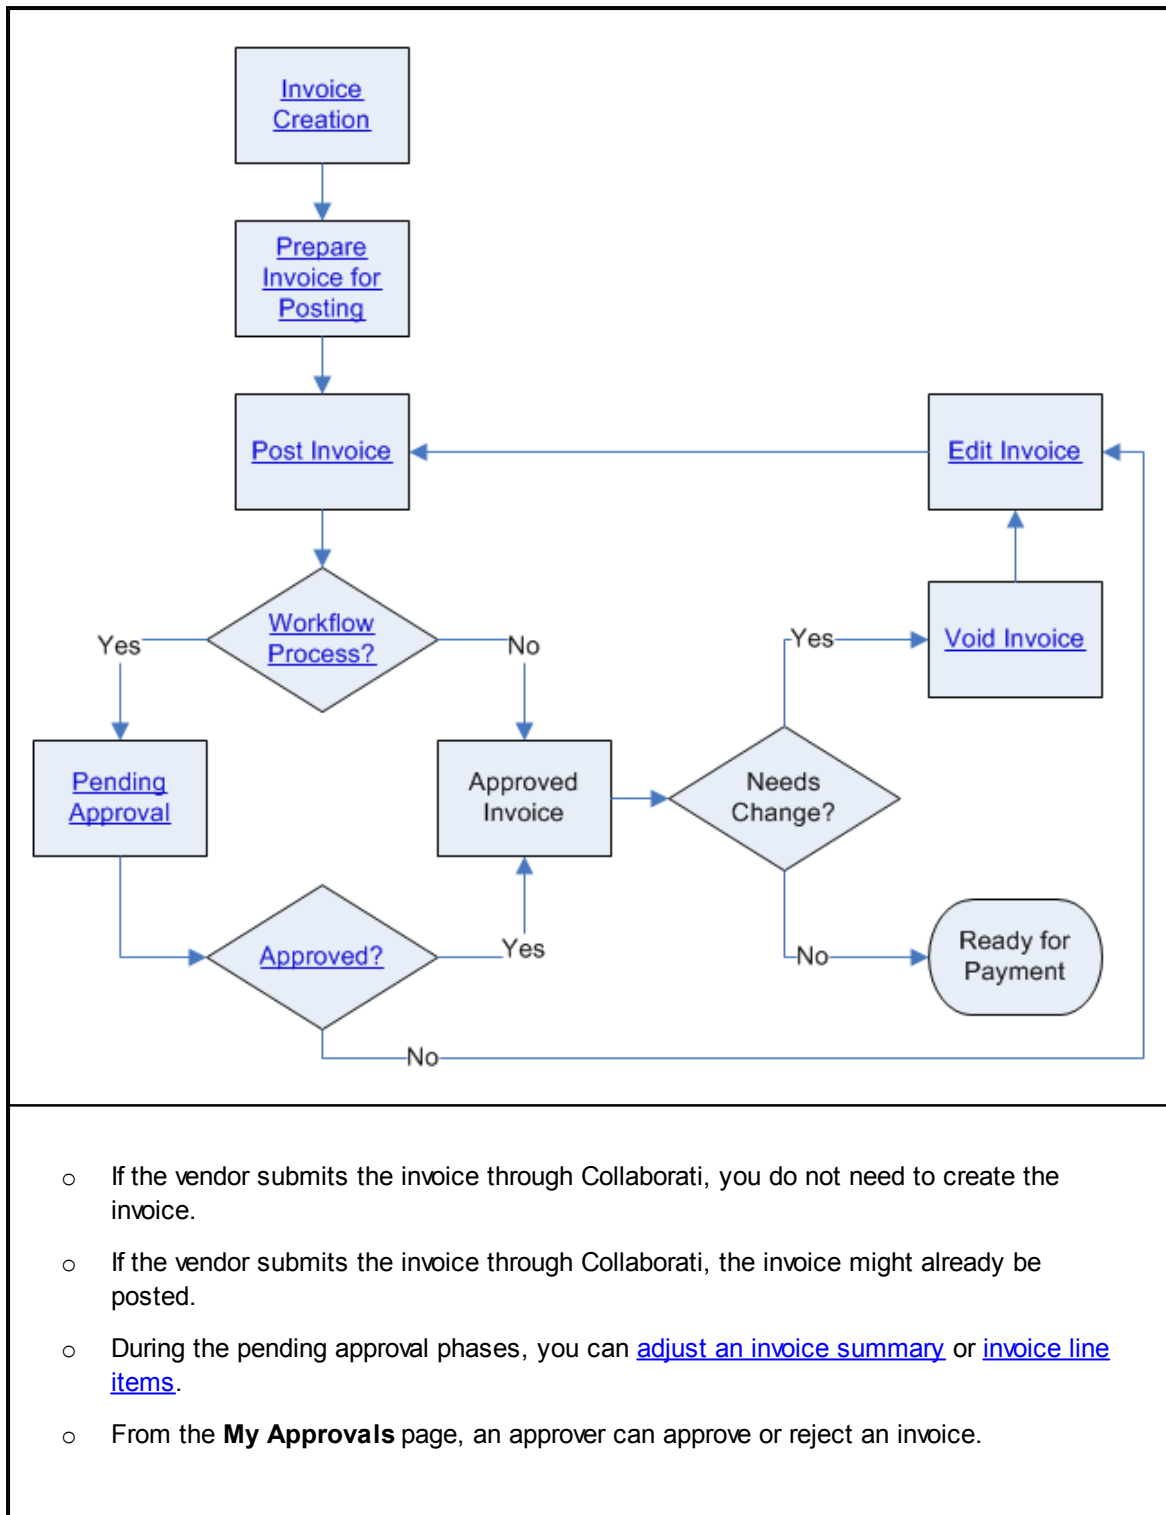 Invoice
Creation
Prepare
Invoice for
Posting
Post Invoice
Edit Invoice
Workflow
Process?
Yes
No
Yes
Void Invoice
Pending
Approval
Approved
Invoice
Needs
Change?
Approved?
Yes
No
Ready for
Payment
No
o If the vendor submits the invoice through Collaborati, you do not need to create the
invoice.
o If the vendor submits the invoice through Collaborati, the invoice might already be
posted.
o During the pending approval phases, you can adjust an invoice summary or invoice line
items.
o From the My Approvals page, an approver can approve or reject an invoice.